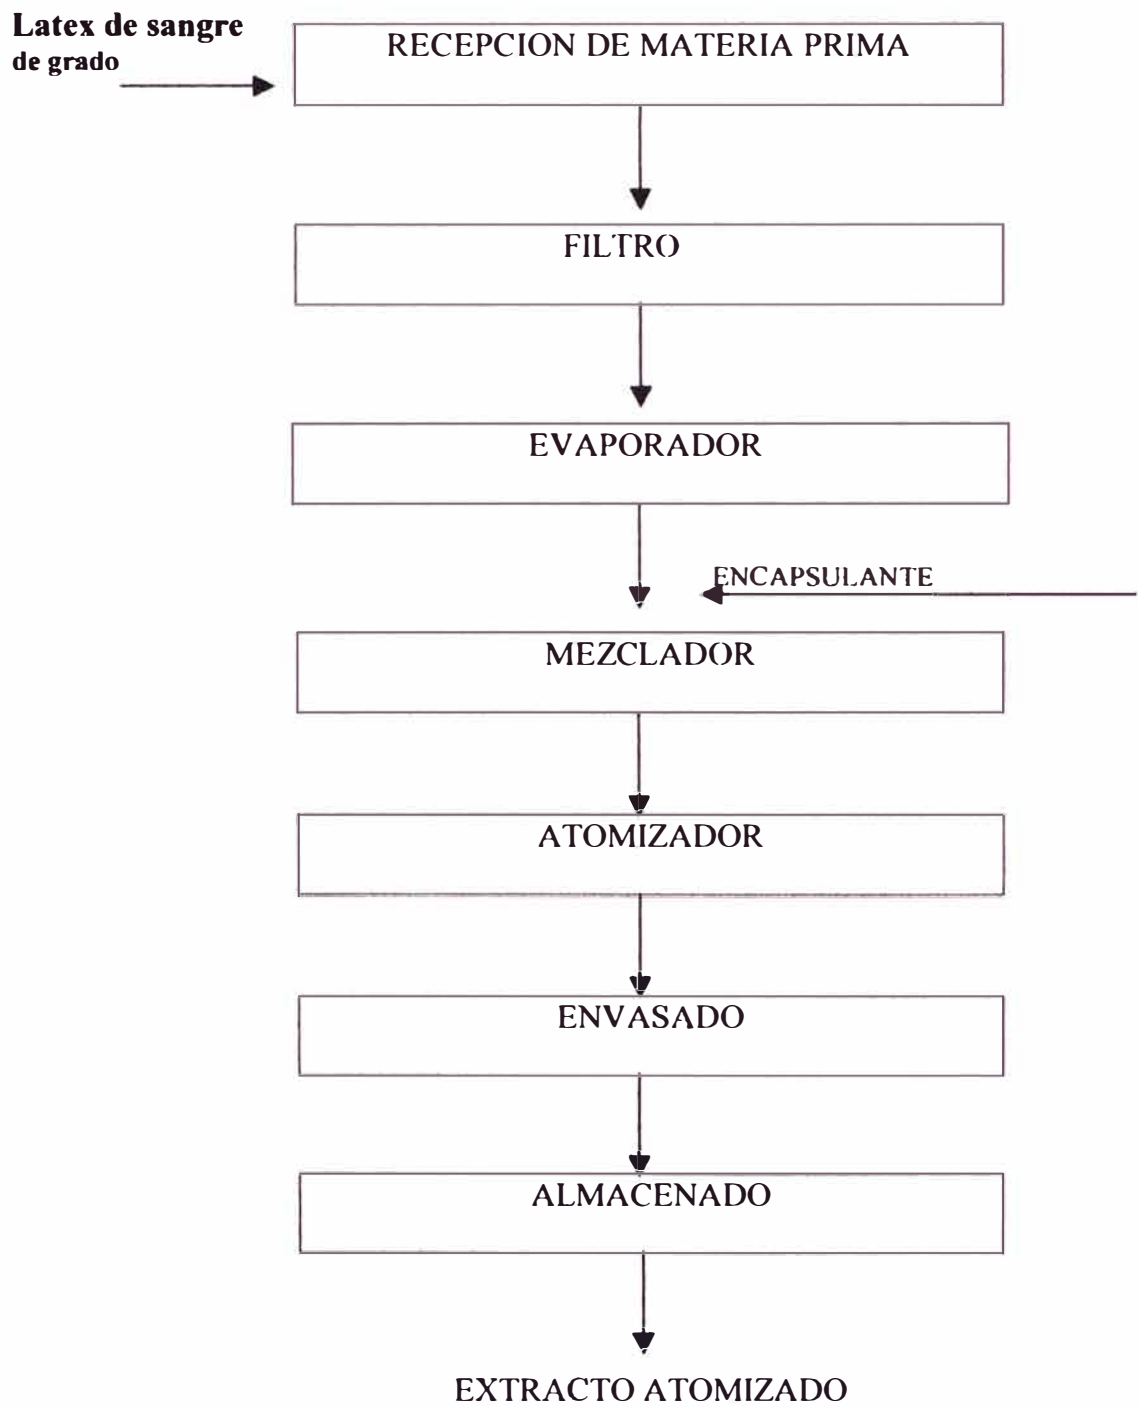 Latex de sangre
de grado
RECEPCION DE MATERIA PRIMA
FILTRO
EVAPORADOR
ENCAPSULANTE
MEZCLADOR
ATOMIZADOR
ENVASADO
ALMACENADO
EXTRACTO ATOMIZADO